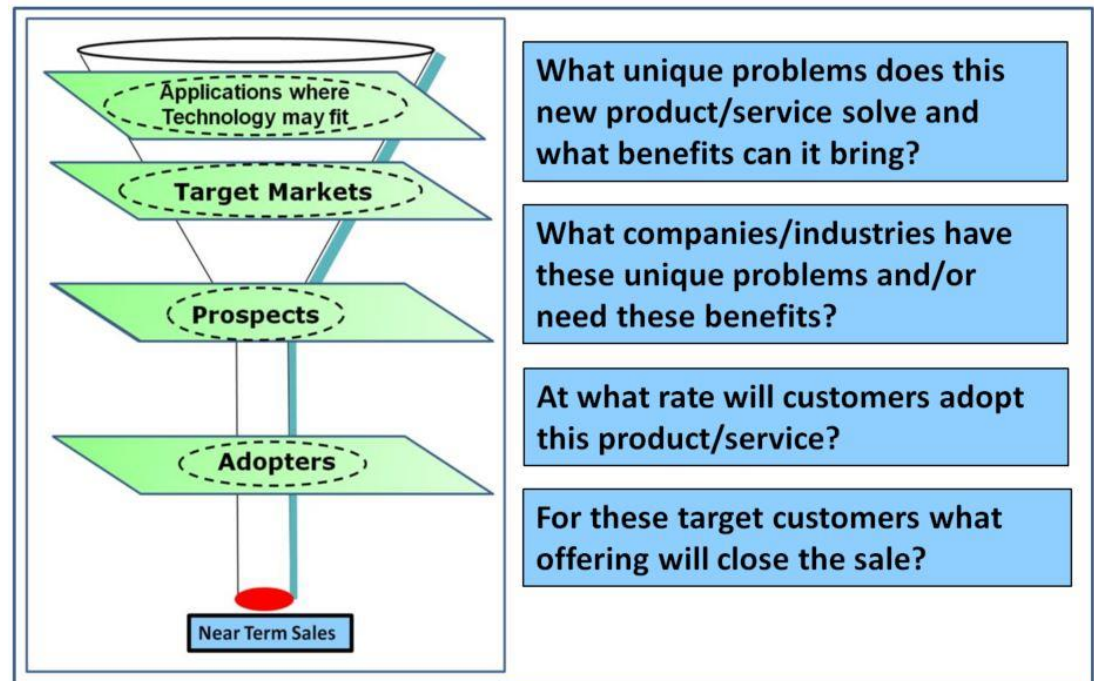 Applications where
Technology may fit
Target Markets
Prospects
Adopters
Near Term Sales
What unique problems does this
new product/service solve and
what benefits can it bring?
What companies/industries have
these unique problems and/or
need these benefits?
At what rate will customers adopt
this product/service?
For these target customers what
offering will close the sale?